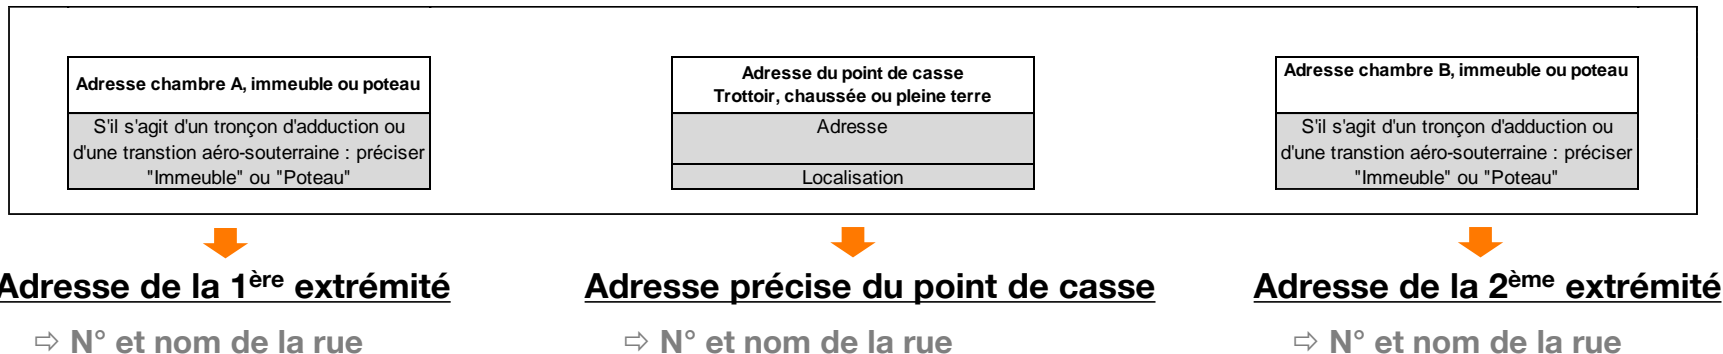 Adresse chambre A, immeuble ou poteau
S'il s'agit d'un tronçon d'adduction ou
d'une transtion aéro-souterraine : préciser
"Immeuble" ou "Poteau"
Adresse du point de casse
Trottoir, chaussée ou pleine terre
Adresse
Localisation
Adresse chambre B, immeuble ou poteau
S'il s'agit d'un tronçon d'adduction ou
d'une transtion aéro-souterraine : préciser
"Immeuble" ou "Poteau"
Adresse de la 1ère extrémité
⇨ N° et nom de la rue
Adresse précise du point de casse
⇨ N° et nom de la rue
Adresse de la 2ème extrémité
⇨ N° et nom de la rue